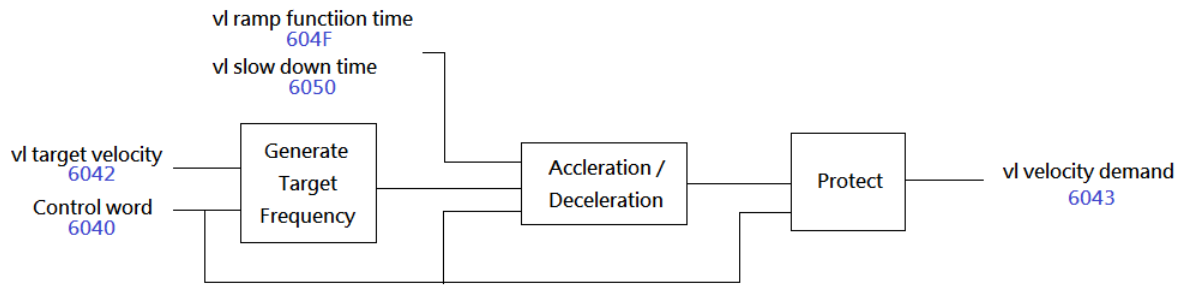 vl ramp functiion time
604F
vl slow down time
6050
vl target velocity
6042
Control word
6040
Generate
Target
Frequency
Accleration /
Deceleration
Protect
vl velocity demand
6043